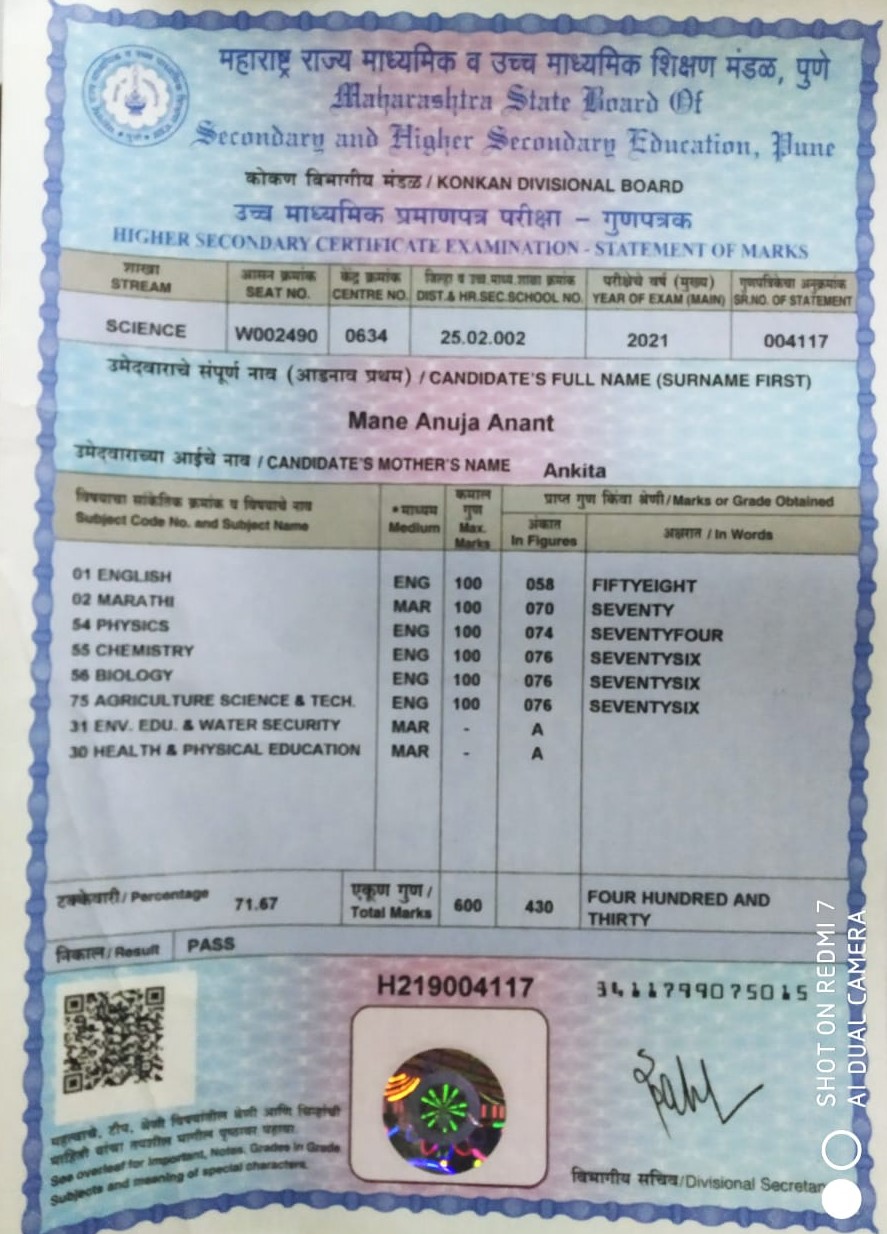 महाराष्ट्र राज्य माध्यमिक व उच्च माध्यमिक शिक्षण मंडळ, पुणे
Maharashtra State Board Of
Secondary and Higher Secondary Education, Pune
कोकण विभागीय मंडळ / KONKAN DIVISIONAL BOARD
उच्च माध्यमिक प्रमाणपत्र परीक्षा - गुणपत्रक
HIGHER SECONDARY CERTIFICATE EXAMINATION - STATEMENT OF MARKS
शाखा आसन क्रमांक केंद्र क्रमांक जिल्हा व उच्च.माध्य.शाळा क्रमांक परीक्षेचे वर्ष (मुख्य) गुणपत्रिकेचा अनुक्रमांक
STREAM SEAT NO. CENTRE NO. DIST.& HR.SEC.SCHOOL NO. YEAR OF EXAM (MAIN) SR.NO. OF STATEMENT
SCIENCE W002490 0634 25.02.002 2021 004117
उमेदवाराचे संपूर्ण नाव (आडनाव प्रथम) / CANDIDATE'S FULL NAME (SURNAME FIRST)
Mane Anuja Anant
उमेदवाराच्या आईचे नाव / CANDIDATE'S MOTHER'S NAME Ankita
विषयाचा सांकेतिक क्रमांक व विषयाचे नाव
Subject Code No. and Subject Name
*माध्यम
Medium
कमाल
गुण
Max.
Marks
प्राप्त गुण किंवा श्रेणी/Marks or Grade Obtained
अंकात
In Figures
अक्षरात / In Words
01 ENGLISH ENG 100 058 FIFTYEIGHT
02 MARATHI MAR 100 070 SEVENTY
54 PHYSICS ENG 100 074 SEVENTYFOUR
55 CHEMISTRY ENG 100 076 SEVENTYSIX
56 BIOLOGY ENG 100 076 SEVENTYSIX
75 AGRICULTURE SCIENCE & TECH. ENG 100 076 SEVENTYSIX
31 ENV. EDU. & WATER SECURITY MAR - A
30 HEALTH & PHYSICAL EDUCATION MAR - A
टक्केवारी/ Percentage 71.67
एकूण गुण /
Total Marks 600 430
FOUR HUNDRED AND
THIRTY
निकाल/ Result PASS
H219004117
3411799075015
महत्वाचे, टीप, श्रेणी विषयांतील श्रेणी आणि चिन्हांची
माहिती यांचा तपशील मागील पृष्ठावर पहावा.
See overleaf for Important, Notes, Grades in Grade
Subjects and meaning of special characters.
विभागीय सचिव/Divisional Secretary
SHOT ON REDMI 7
AI DUAL CAMERA